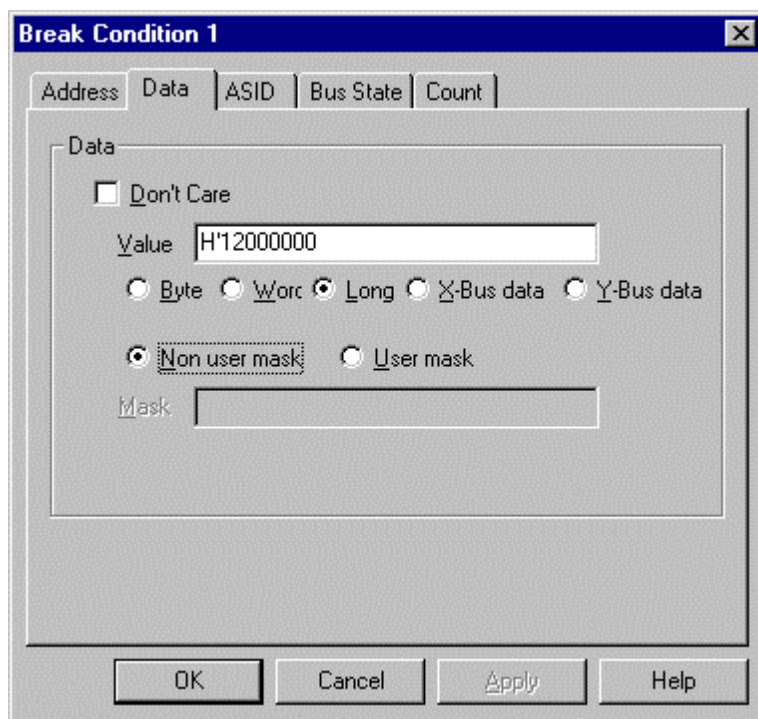 Break Condition 1
Address Data ASID Bus State Count
Data
Don't Care
Value H'12000000
Byte Worc Long X-Bus data Y-Bus data
Non user mask User mask
Mask
OK Cancel Apply Help